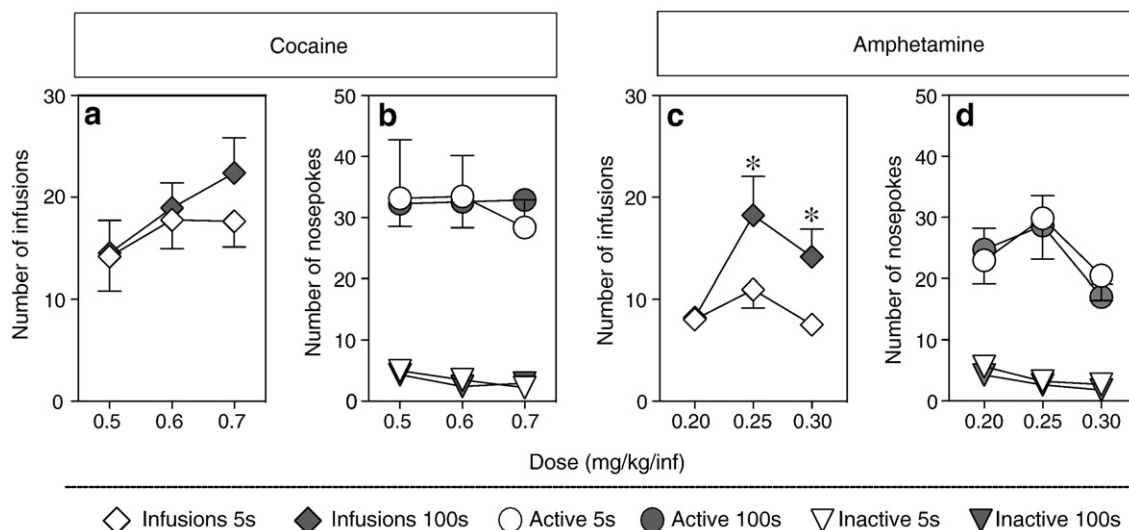 Cocaine
Amphetamine
a
b
c
d
Number of infusions
30
20
10
0
0.5 0.6 0.7
Number of nosepokes
50
40
30
20
10
0
0.5 0.6 0.7
Number of infusions
30
20
10
0
* *
0.20 0.25 0.30
Number of nosepokes
50
40
30
20
10
0
0.20 0.25 0.30
Dose (mg/kg/inf)
Infusions 5s Infusions 100s Active 5s Active 100s Inactive 5s Inactive 100s